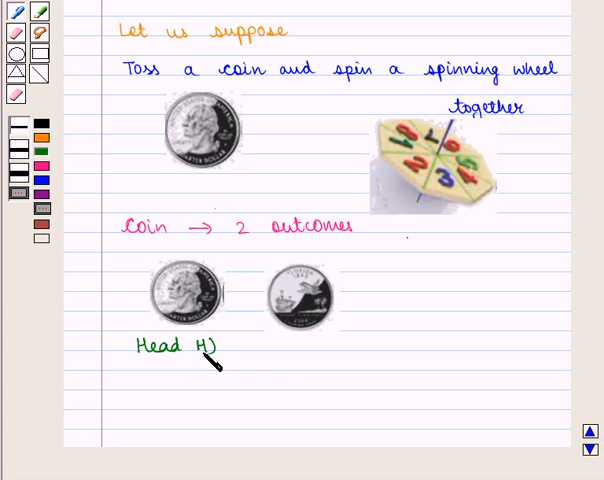 Let us suppose
Toss a coin and spin a spinning wheel
together
Coin → 2 outcomes
Head H)